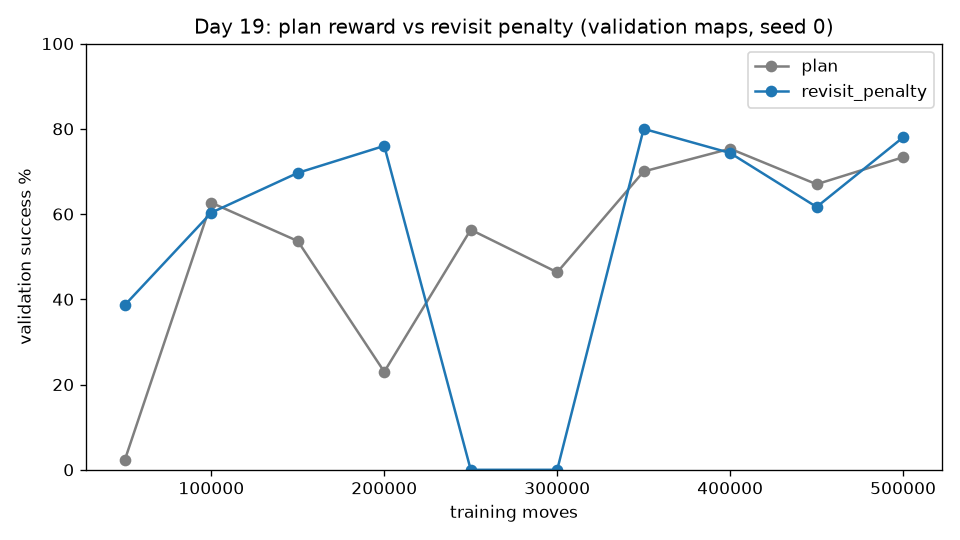 Day 19: plan reward vs revisit penalty (validation maps, seed 0)
plan
revisit_penalty
validation success %
100
80
60
40
20
0
100000
200000
300000
400000
500000
training moves